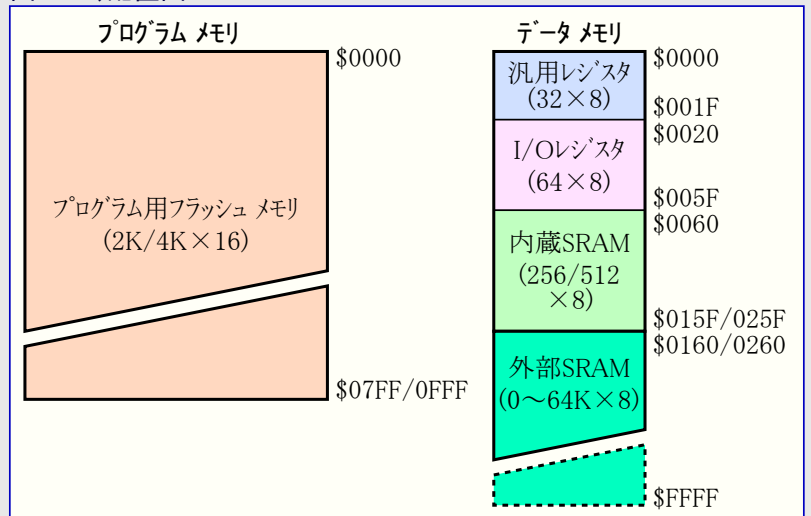 プログラム メモリ
$0000
プログラム用フラッシュ メモリ
(2K/4K×16)
$07FF/0FFF
データ メモリ
汎用レジスタ
(32×8)
$0000
$001F
I/Oレジスタ
(64×8)
$0020
$005F
内蔵SRAM
(256/512
×8)
$0060
$015F/025F
外部SRAM
(0～64K×8)
$0160/0260
$FFFF